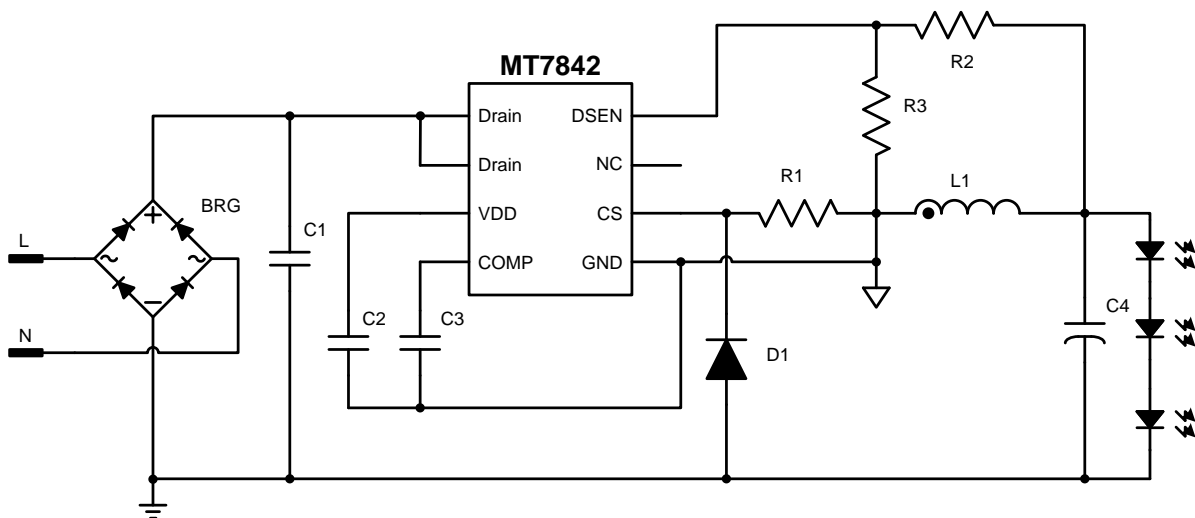 MT7842
R2
Drain
DSEN
R3
Drain
NC
R1
L1
BRG
VDD
CS
C1
L
COMP
GND
C2
C3
C4
N
D1